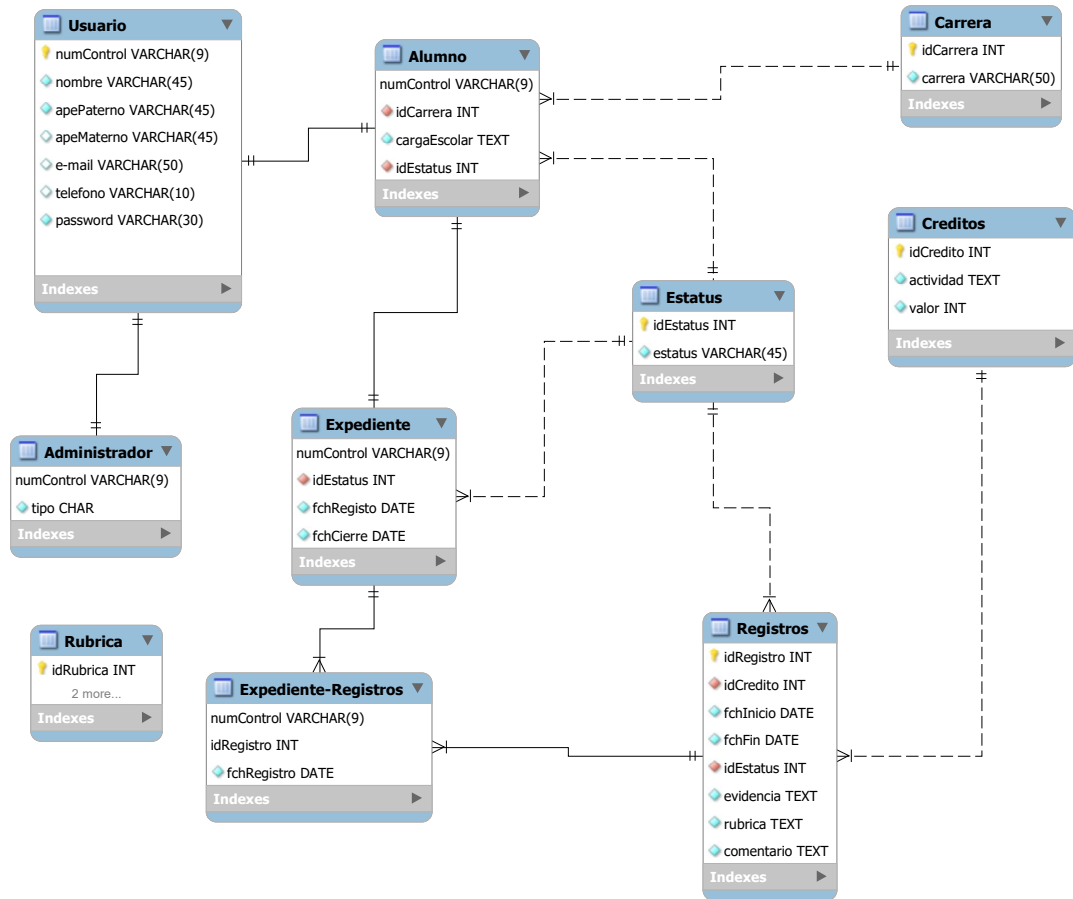 Usuario
numControl VARCHAR(9)
nombre VARCHAR(45)
apePaterno VARCHAR(45)
apeMaterno VARCHAR(45)
e-mail VARCHAR(50)
telefono VARCHAR(10)
password VARCHAR(30)
Indexes
Alumno
numControl VARCHAR(9)
idCarrera INT
cargaEscolar TEXT
idEstatus INT
Indexes
Carrera
idCarrera INT
carrera VARCHAR(50)
Indexes
Creditos
idCredito INT
actividad TEXT
valor INT
Indexes
Estatus
idEstatus INT
estatus VARCHAR(45)
Indexes
Administrador
numControl VARCHAR(9)
tipo CHAR
Indexes
Expediente
numControl VARCHAR(9)
idEstatus INT
fchRegisto DATE
fchCierre DATE
Indexes
Rubrica
idRubrica INT
2 more...
Indexes
Expediente-Registros
numControl VARCHAR(9)
idRegistro INT
fchRegistro DATE
Indexes
Registros
idRegistro INT
idCredito INT
fchInicio DATE
fchFin DATE
idEstatus INT
evidencia TEXT
rubrica TEXT
comentario TEXT
Indexes